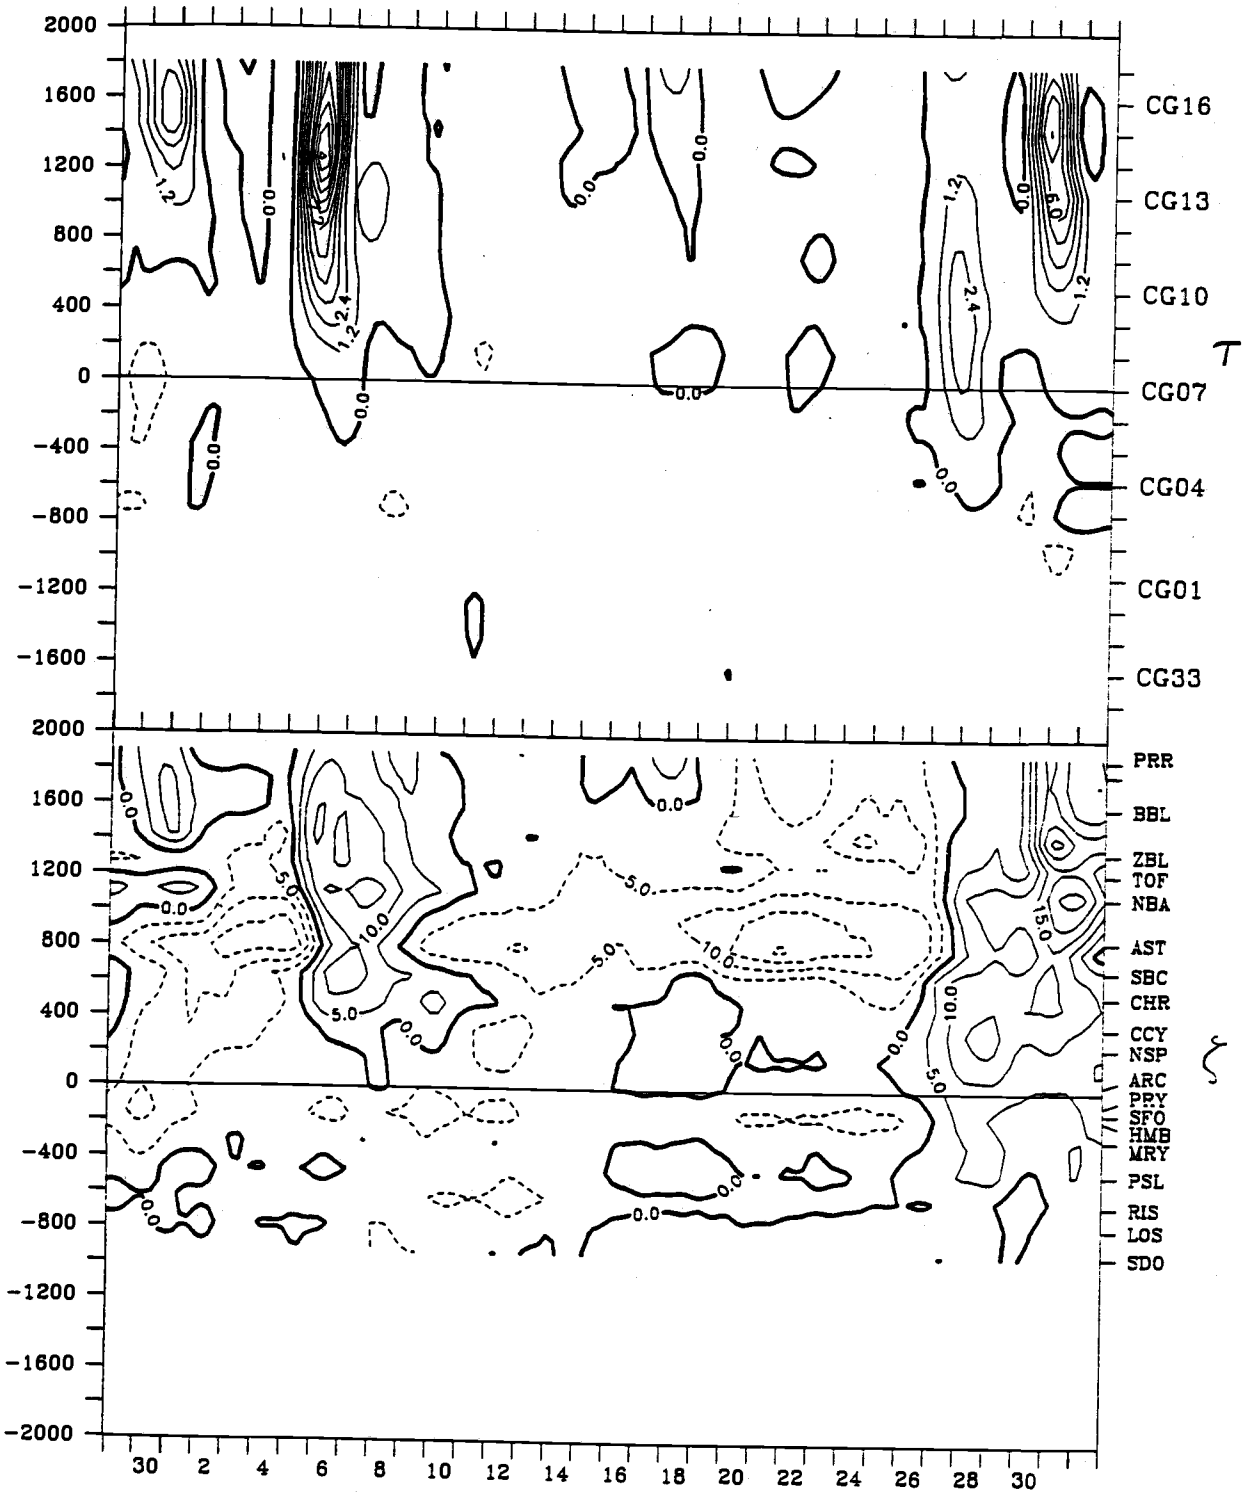 2000
1600
1200
800
400
0
-400
-800
-1200
-1600
2000
1600
1200
800
400
0
-400
-800
-1200
-1600
-2000
CG16
CG13
CG10
CG07
CG04
CG01
CG33
τ
PRR
BBL
ZBL
TOF
NBA
AST
SBC
CHR
CCY
NSP
ARC
PRY
SFO
HMB
MRY
PSL
RIS
LOS
SDO
ζ
1.2
0.0
2.4
1.2
0.0
0.0
0.0
0.0
0.0
0.0
1.2
2.4
0.0
0.0
6.0
1.2
0.0
0.0
5.0
10.0
5.0
0.0
0.0
5.0
5.0
10.0
0.0
0.0
10.0
5.0
15.0
0.0
0.0
0.0
30 2 4 6 8 10 12 14 16 18 20 22 24 26 28 30